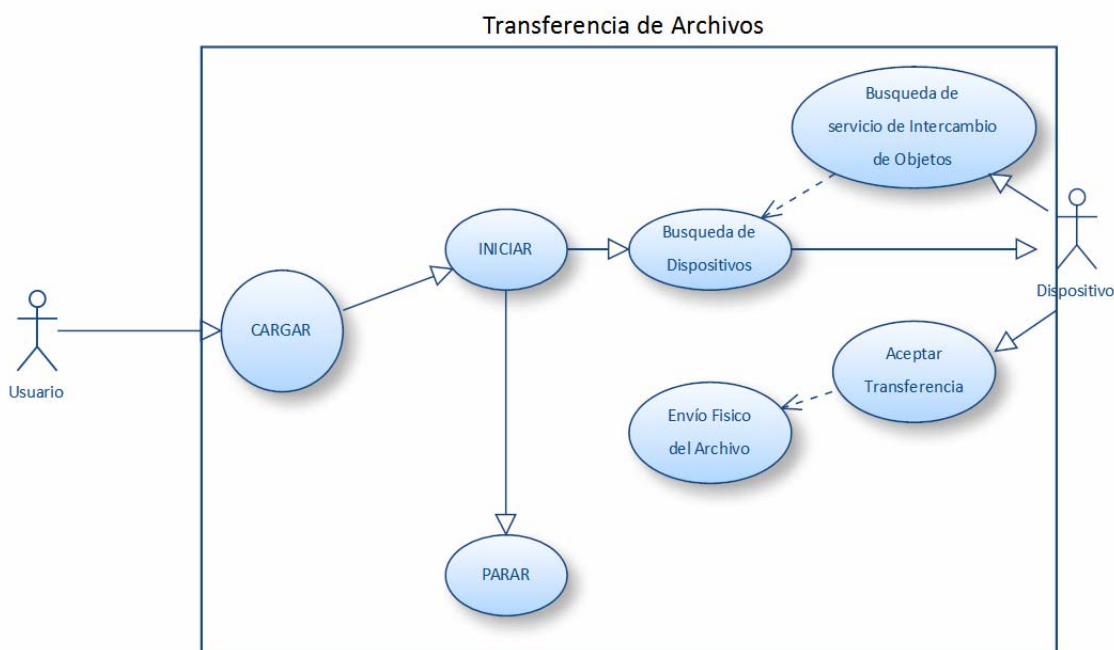 Transferencia de Archivos
Busqueda de
servicio de Intercambio
de Objetos
INICIAR
Busqueda de
Dispositivos
Dispositivo
CARGAR
Usuario
Aceptar
Transferencia
Envío Fisico
del Archivo
PARAR